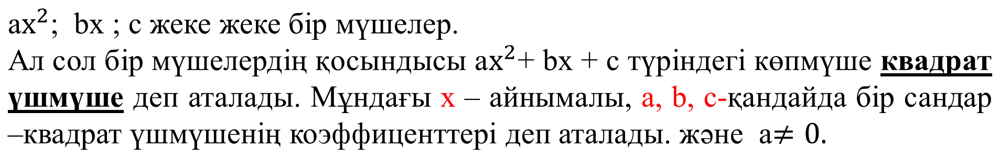 ax²;  bx ; c жеке жеке бір мүшелер.
Ал сол бір мүшелердің қосындысы ax²+ bx + c түріндегі көпмүше квадрат
үшмүше деп аталады. Мұндағы x – айнымалы, a, b, c-қандайда бір сандар
–квадрат үшмүшенің коэффиценттері деп аталады. және  a≠ 0.